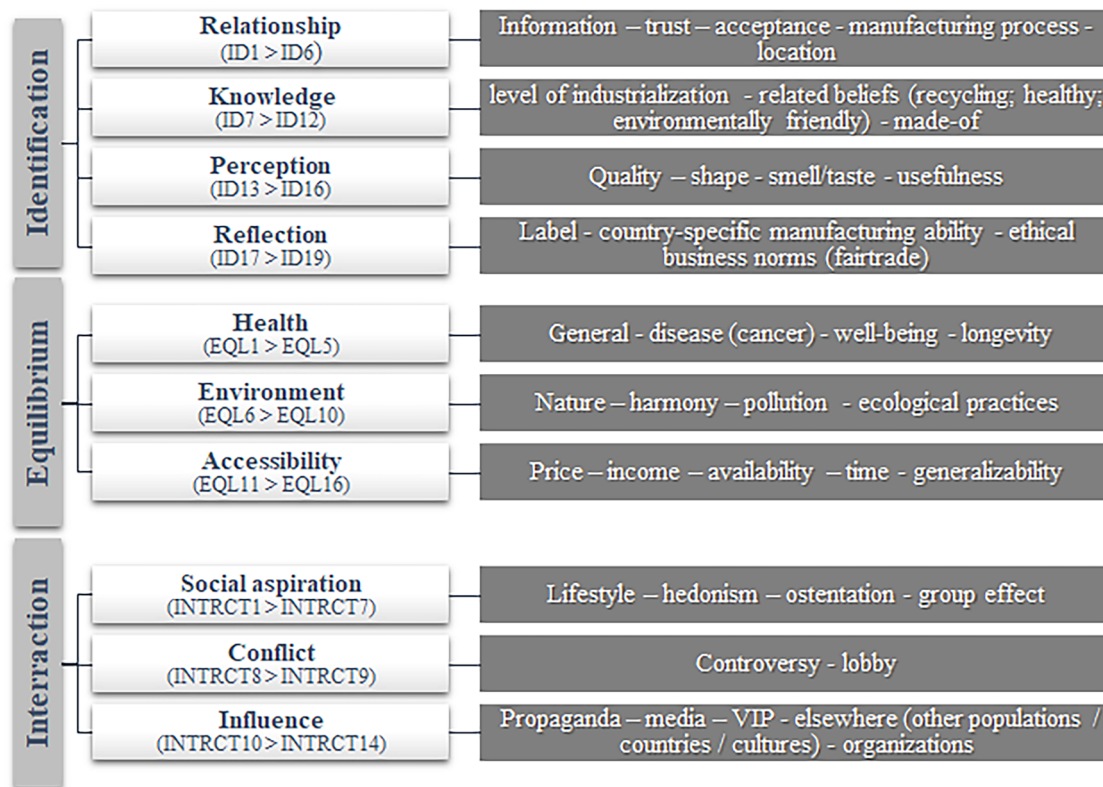 Identification
Relationship
(ID1 > ID6)
Information – trust – acceptance - manufacturing process -
location
Knowledge
(ID7 > ID12)
level of industrialization - related beliefs (recycling; healthy;
environmentally friendly) - made-of
Perception
(ID13 > ID16)
Quality – shape - smell/taste - usefulness
Reflection
(ID17 > ID19)
Label - country-specific manufacturing ability - ethical
business norms (fairtrade)
Equilibrium
Health
(EQL1 > EQL5)
General - disease (cancer) - well-being - longevity
Environment
(EQL6 > EQL10)
Nature – harmony – pollution - ecological practices
Accessibility
(EQL11 > EQL16)
Price – income – availability – time - generalizability
Interraction
Social aspiration
(INTRCT1 > INTRCT7)
Lifestyle – hedonism – ostentation - group effect
Conflict
(INTRCT8 > INTRCT9)
Controversy - lobby
Influence
(INTRCT10 > INTRCT14)
Propaganda – media – VIP - elsewhere (other populations /
countries / cultures) - organizations